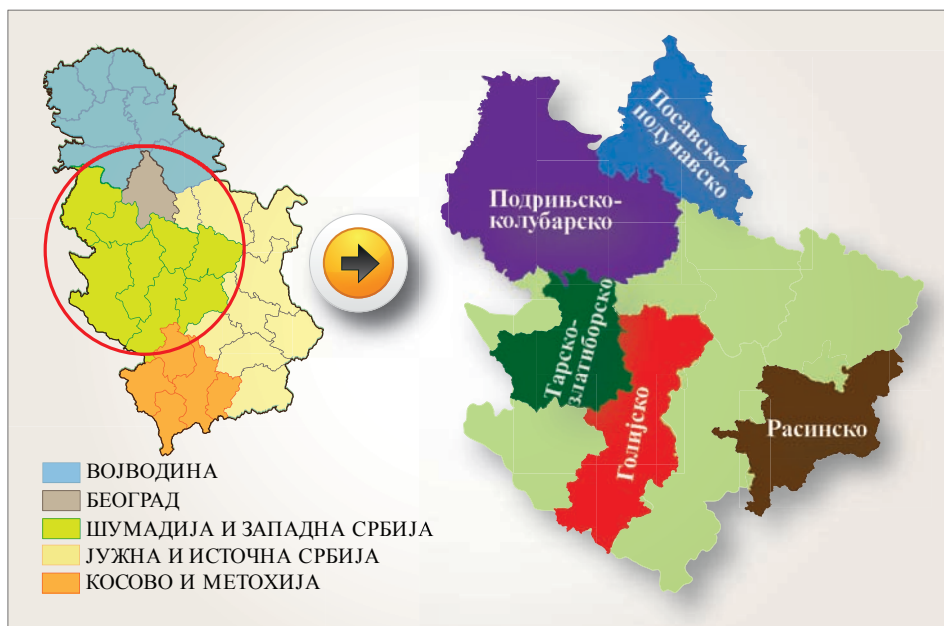 ВОЈВОДИНА
БЕОГРАД
ШУМАДИЈА И ЗАПАДНА СРБИЈА
ЈУЖНА И ИСТОЧНА СРБИЈА
КОСОВО И МЕТОХИЈА
Посавско-
подунавско
Подрињско-
колубарско
Тарско-
златиборско
Голијско
Расинско